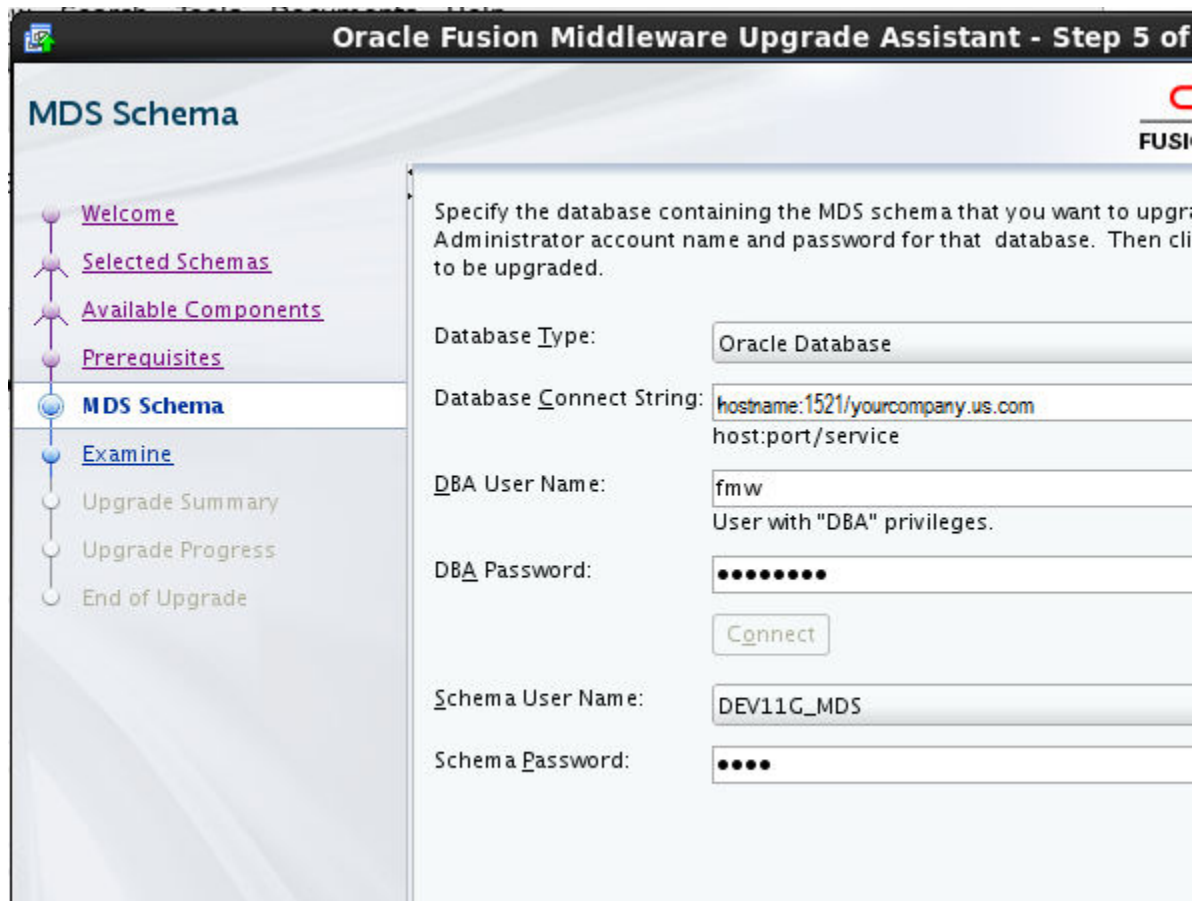 Search Tools Documents Help
Oracle Fusion Middleware Upgrade Assistant - Step 5 of
MDS Schema
Welcome
Selected Schemas
Available Components
Prerequisites
MDS Schema
Examine
Upgrade Summary
Upgrade Progress
End of Upgrade
Specify the database containing the MDS schema that you want to
Administrator account name and password for that database. Then
to be upgraded.
Database Type:
Oracle Database
Database Connect String:
hostname:1521/yourcompany.us.com
host:port/service
DBA User Name:
fmw
User with "DBA" privileges.
DBA Password:
••••••••
Connect
Schema User Name:
DEV11G_MDS
Schema Password:
••••